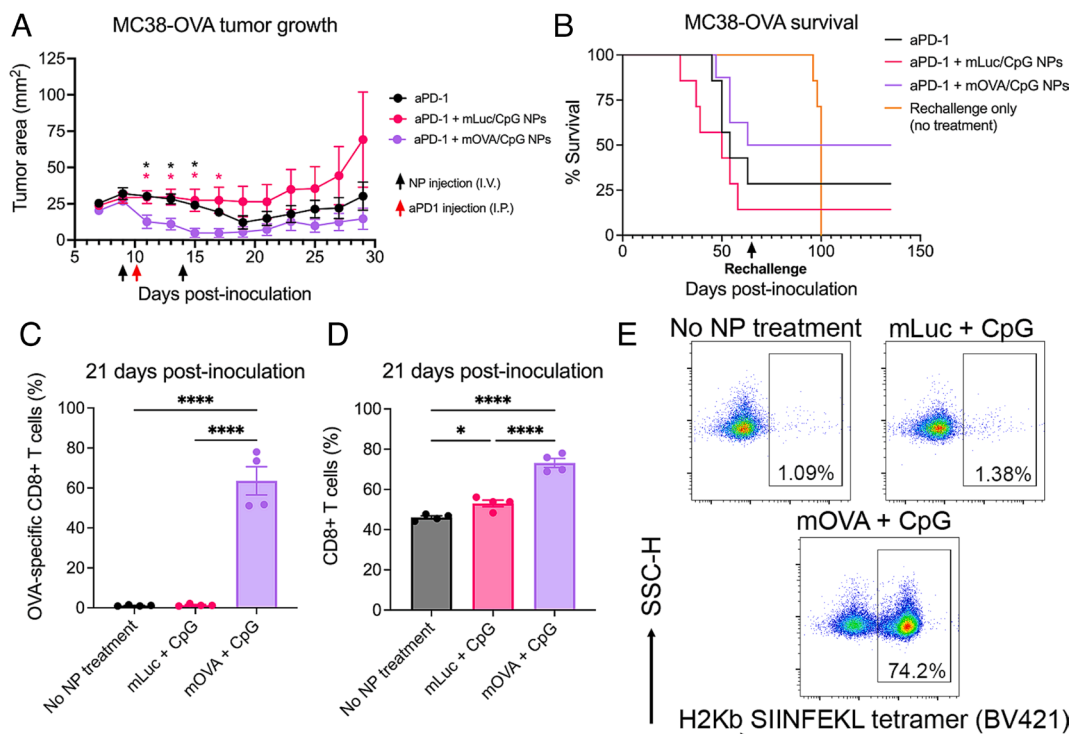 A
MC38-OVA tumor growth
Tumor area (mm²)
125
100
75
50
25
0
* * *
* * * *
5 10 15 20 25 30
Days post-inoculation
aPD-1
aPD-1 + mLuc/CpG NPs
aPD-1 + mOVA/CpG NPs
NP injection (I.V.)
aPD1 injection (I.P.)
B
MC38-OVA survival
% Survival
100
75
50
25
0
0 50 100 150
Rechallenge
Days post-inoculation
aPD-1
aPD-1 + mLuc/CpG NPs
aPD-1 + mOVA/CpG NPs
Rechallenge only
(no treatment)
C
21 days post-inoculation
OVA-specific CD8+ T cells (%)
100
80
60
40
20
0
****
****
No NP treatment
mLuc + CpG
mOVA + CpG
D
21 days post-inoculation
CD8+ T cells (%)
100
80
60
40
20
0
****
* ****
No NP treatment
mLuc + CpG
mOVA + CpG
E
No NP treatment
1.09%
mLuc + CpG
1.38%
mOVA + CpG
74.2%
SSC-H
H2Kb SIINFEKL tetramer (BV421)